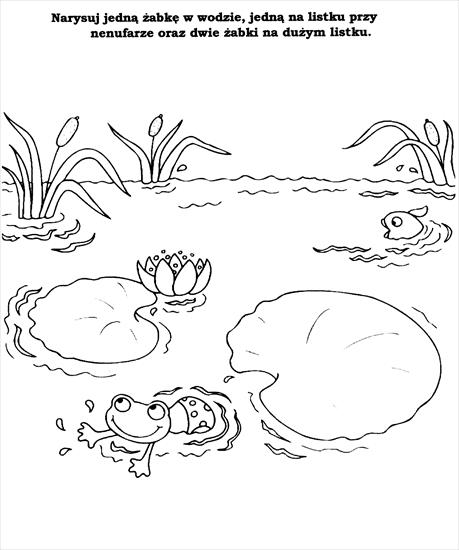 Narysuj jedną żabkę w wodzie, jedną na listku przy
nenufarze oraz dwie żabki na dużym listku.